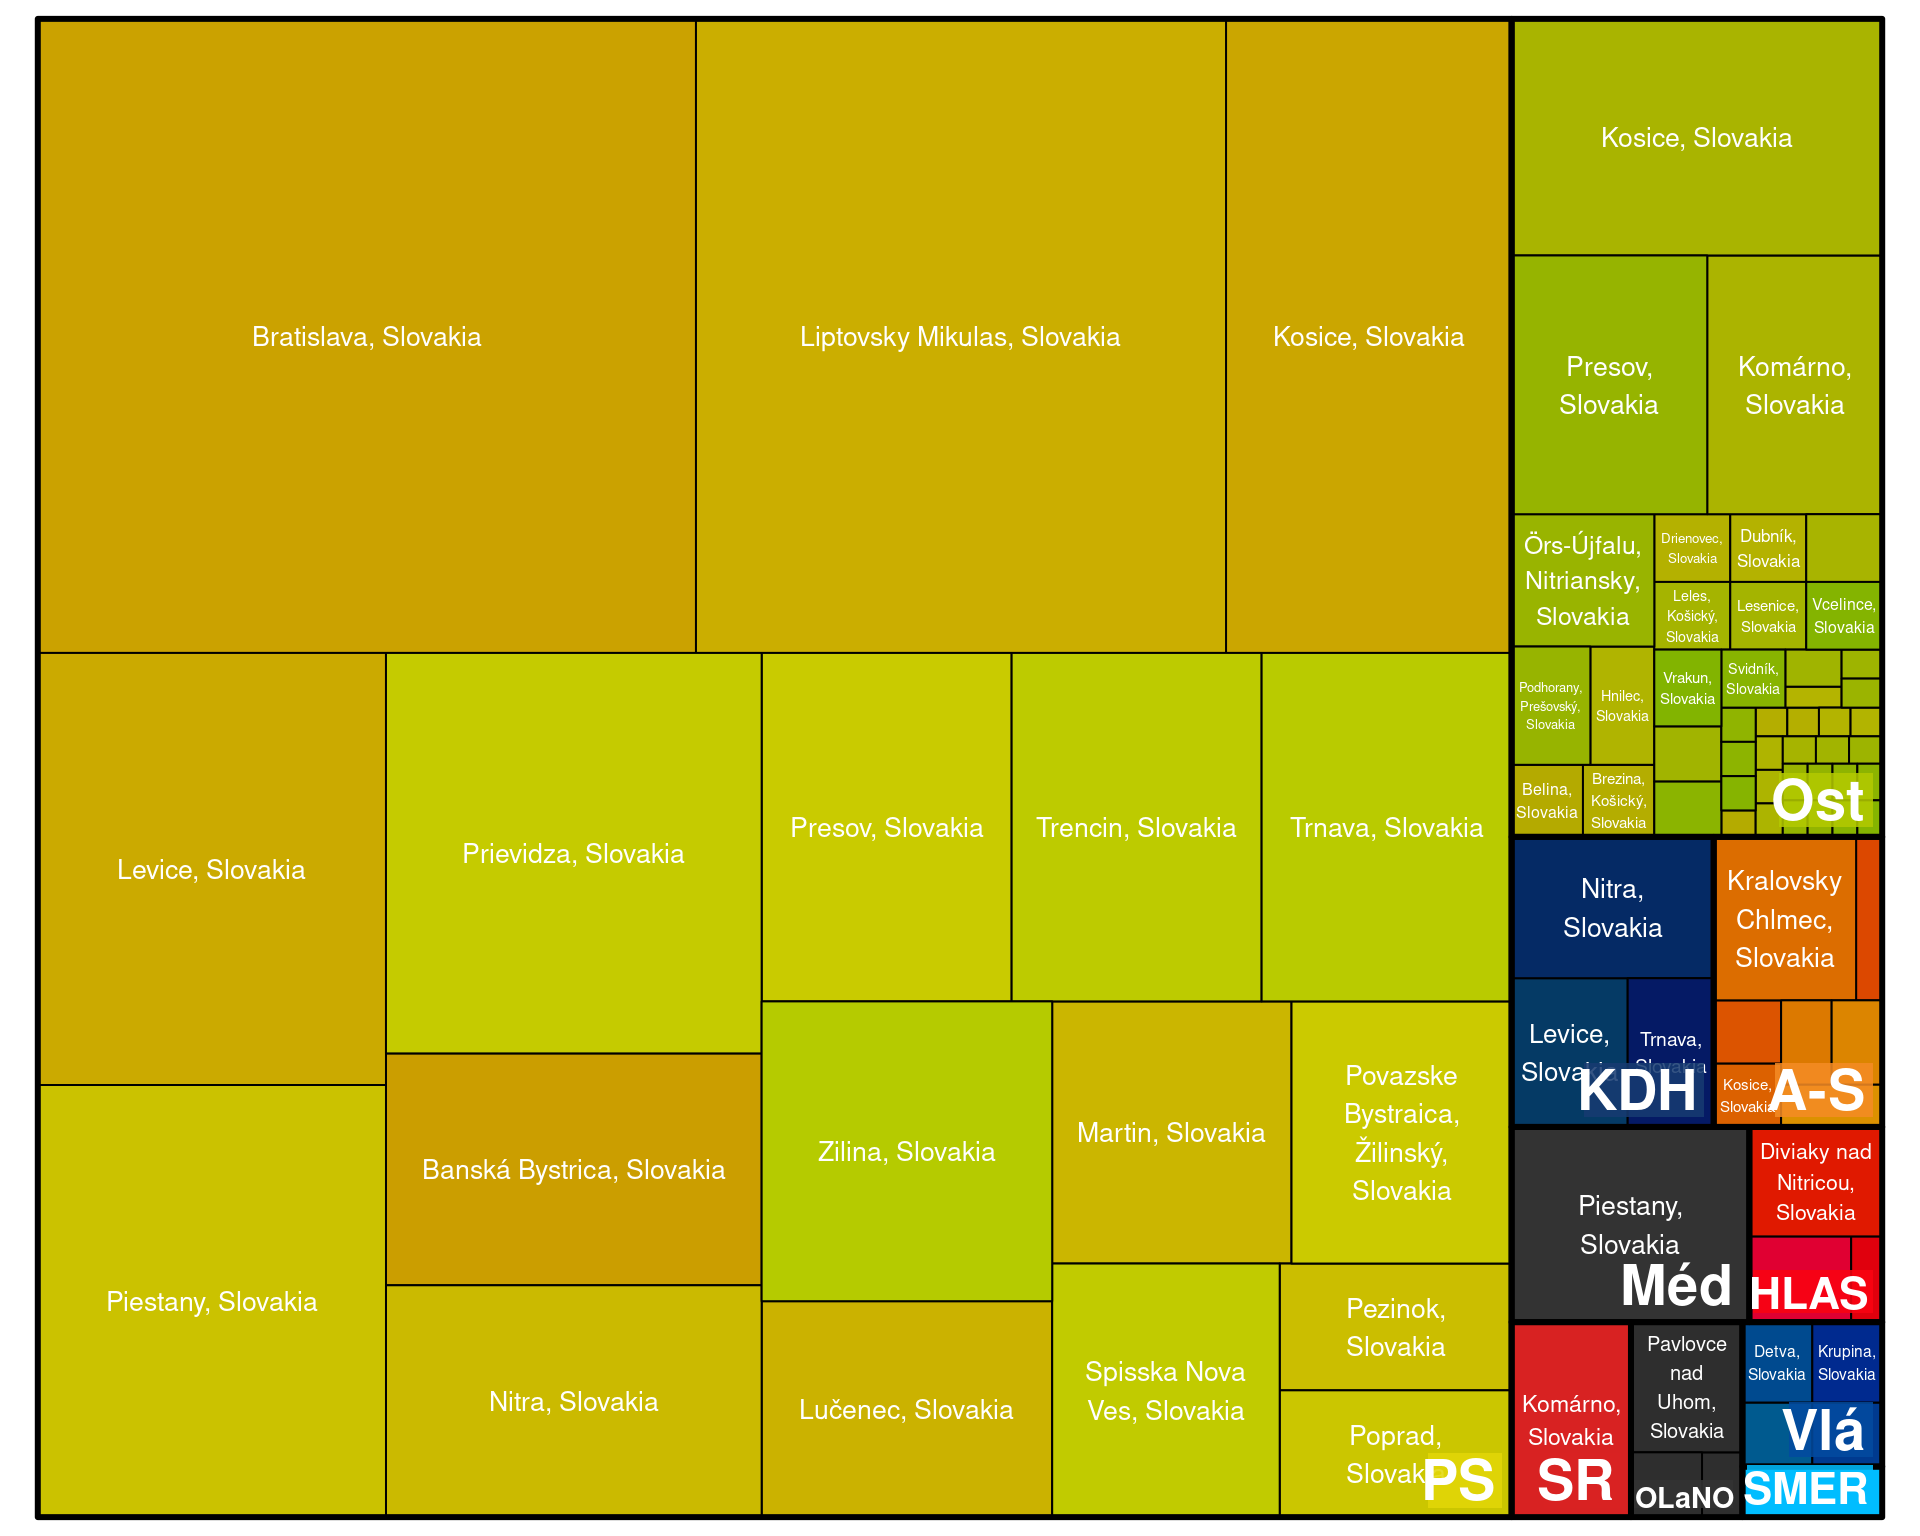 Bratislava, Slovakia
Liptovsky Mikulas, Slovakia
Kosice, Slovakia
Levice, Slovakia
Piestany, Slovakia
Prievidza, Slovakia
Banská Bystrica, Slovakia
Nitra, Slovakia
Presov, Slovakia
Trencin, Slovakia
Trnava, Slovakia
Zilina, Slovakia
Lučenec, Slovakia
Martin, Slovakia
Povazske
Bystraica,
Žilinský,
Slovakia
Spisska Nova
Ves, Slovakia
Pezinok,
Slovakia
Poprad,
Slovakia
PS
Kosice, Slovakia
Presov,
Slovakia
Komárno,
Slovakia
Örs-Újfalu,
Nitriansky,
Slovakia
Drienovec,
Slovakia
Dubník,
Slovakia
Leles,
Košický,
Slovakia
Lesenice,
Slovakia
Vcelince,
Slovakia
Podhorany,
Prešovský,
Slovakia
Hnilec,
Slovakia
Vrakun,
Slovakia
Svidník,
Slovakia
Belina,
Slovakia
Brezina,
Košický,
Slovakia
Ost
Nitra,
Slovakia
Levice,
Slovakia
Trnava,
Slovakia
KDH
Kralovsky
Chlmec,
Slovakia
Kosice,
Slovakia
A-S
Piestany,
Slovakia
Méd
Diviaky nad
Nitricou,
Slovakia
HLAS
Komárno,
Slovakia
SR
Pavlovce
nad
Uhom,
Slovakia
OLaNO
Detva,
Slovakia
Krupina,
Slovakia
Vlá
SMER